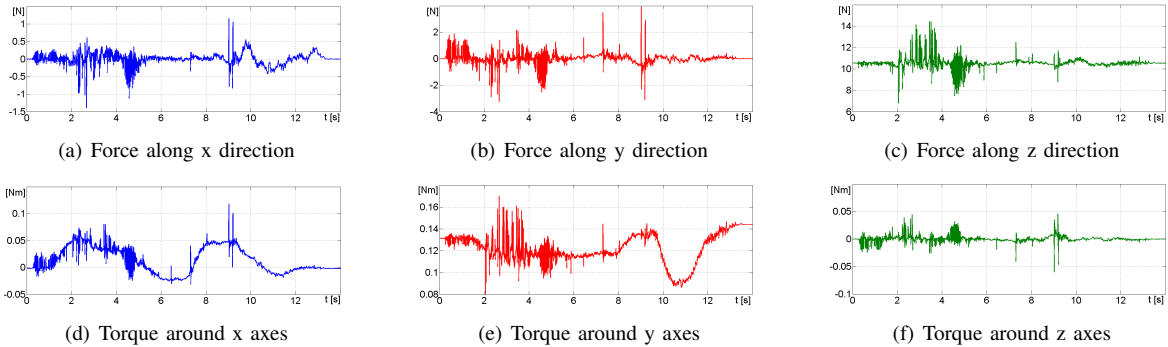 [N]
1
0.5
0
-0.5
-1
-1.5
0 2 4 6 8 10 12 t [s]
(a) Force along x direction
[N]
2
0
-2
-4
0 2 4 6 8 10 12 t [s]
(b) Force along y direction
[N]
14
12
10
8
6
0 2 4 6 8 10 12 t [s]
(c) Force along z direction
[Nm]
0.1
0.05
0
-0.05
0 2 4 6 8 10 12 t [s]
(d) Torque around x axes
[Nm]
0.16
0.14
0.12
0.1
0.08
0 2 4 6 8 10 12 t [s]
(e) Torque around y axes
[Nm]
0.05
0
-0.05
-0.1
0 2 4 6 8 10 12 t [s]
(f) Torque around z axes